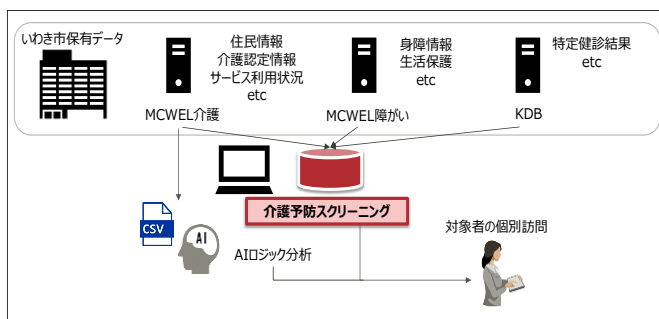 いわき市保有データ
住民情報
介護認定情報
サービス利用状況
etc
MCWEL介護
身障情報
生活保護
etc
MCWEL障がい
特定健診結果
etc
KDB
介護予防スクリーニング
CSV
AI
AIロジック分析
対象者の個別訪問